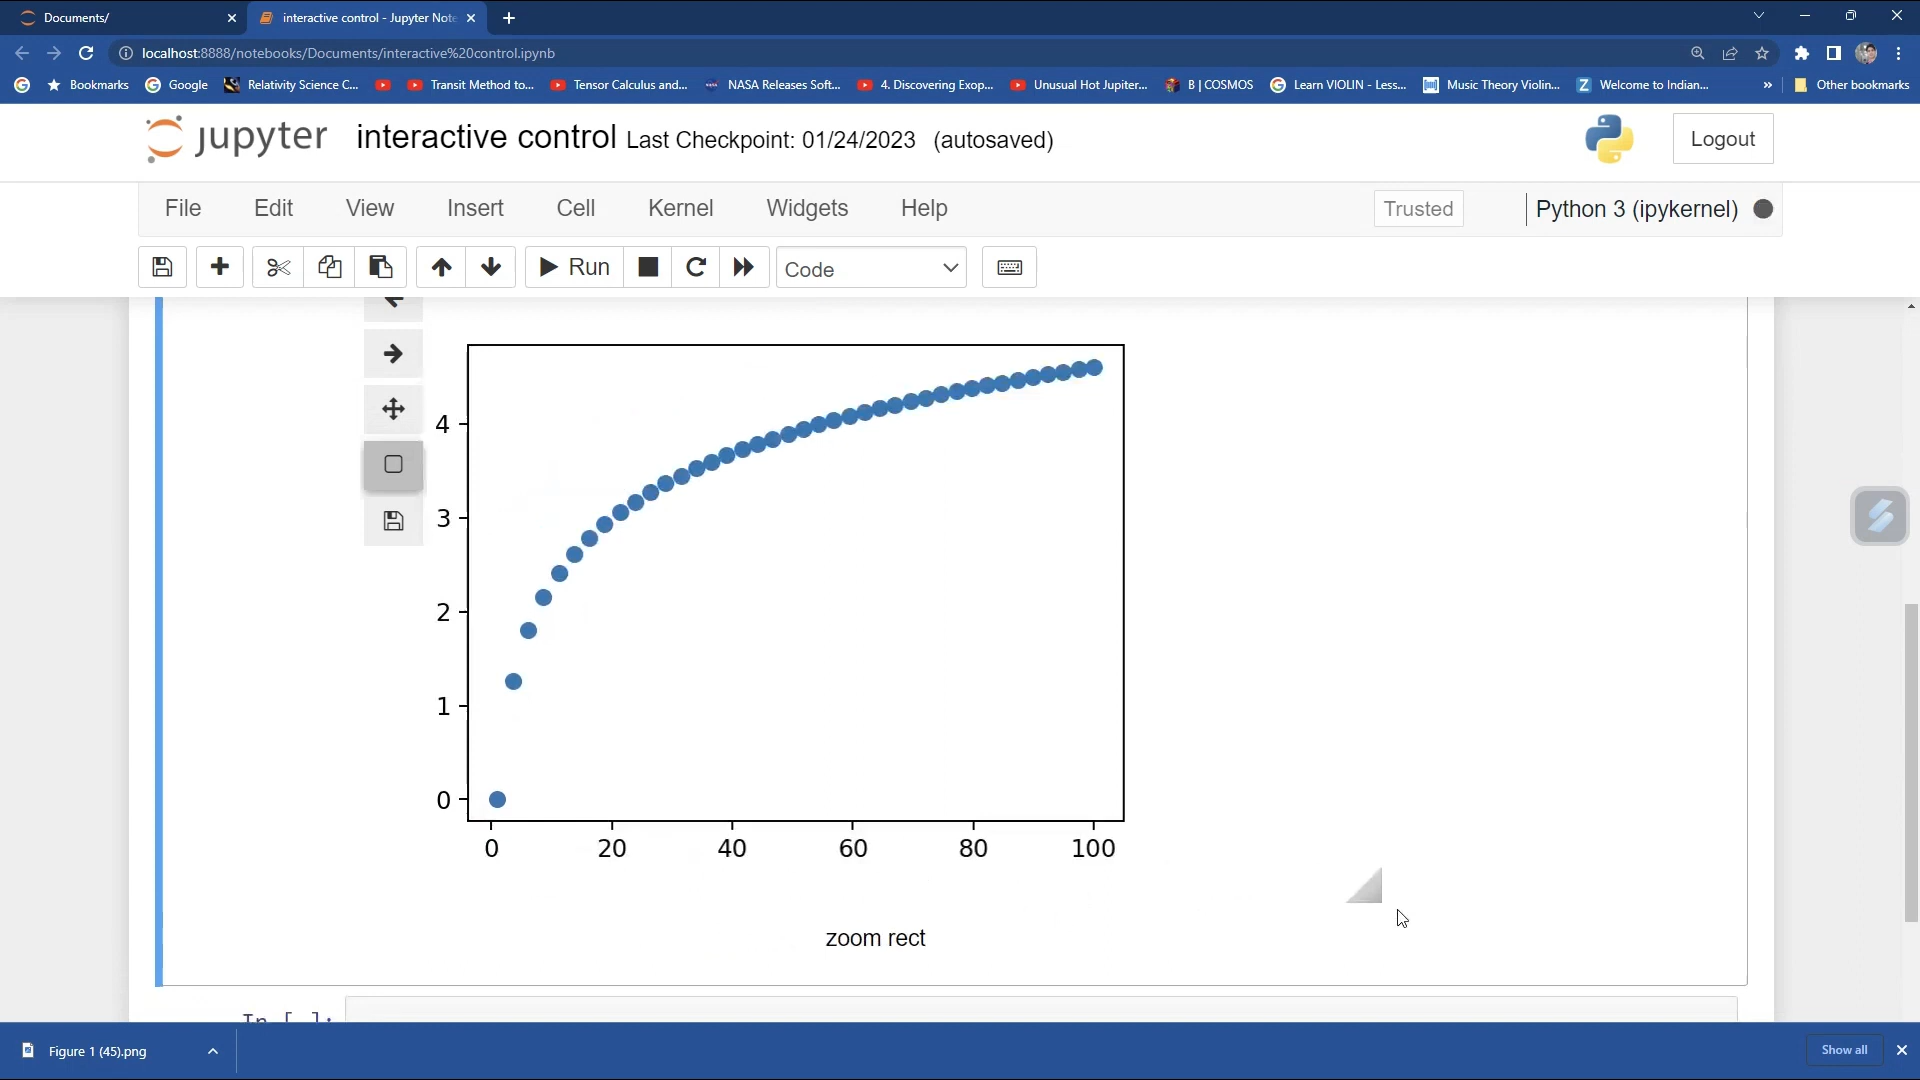 Documents/
interactive control - Jupyter Note
localhost:8888/notebooks/Documents/interactive%20control.ipynb
Bookmarks Google Relativity Science C... Transit Method to... Tensor Calculus and... NASA Releases Soft... 4. Discovering Exop... Unusual Hot Jupiter... B | COSMOS Learn VIOLIN - Less... Music Theory Violin... Welcome to Indian... » Other bookmarks
jupyter interactive control Last Checkpoint: 01/24/2023 (autosaved) Logout
File Edit View Insert Cell Kernel Widgets Help Trusted Python 3 (ipykernel)
Run Code
4
3
2
1
0
0 20 40 60 80 100
zoom rect
In [ ]:
Figure 1 (45).png Show all